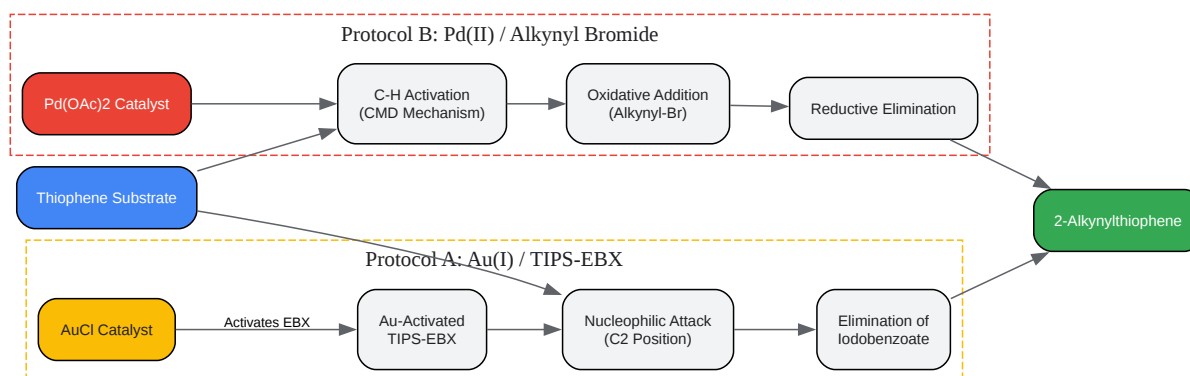 Protocol B: Pd(II) / Alkynyl Bromide
Pd(OAc)2 Catalyst
C-H Activation
(CMD Mechanism)
Oxidative Addition
(Alkynyl-Br)
Reductive Elimination
Thiophene Substrate
2-Alkynylthiophene
Protocol A: Au(I) / TIPS-EBX
AuCl Catalyst
Activates EBX
Au-Activated
TIPS-EBX
Nucleophilic Attack
(C2 Position)
Elimination of
Iodobenzoate